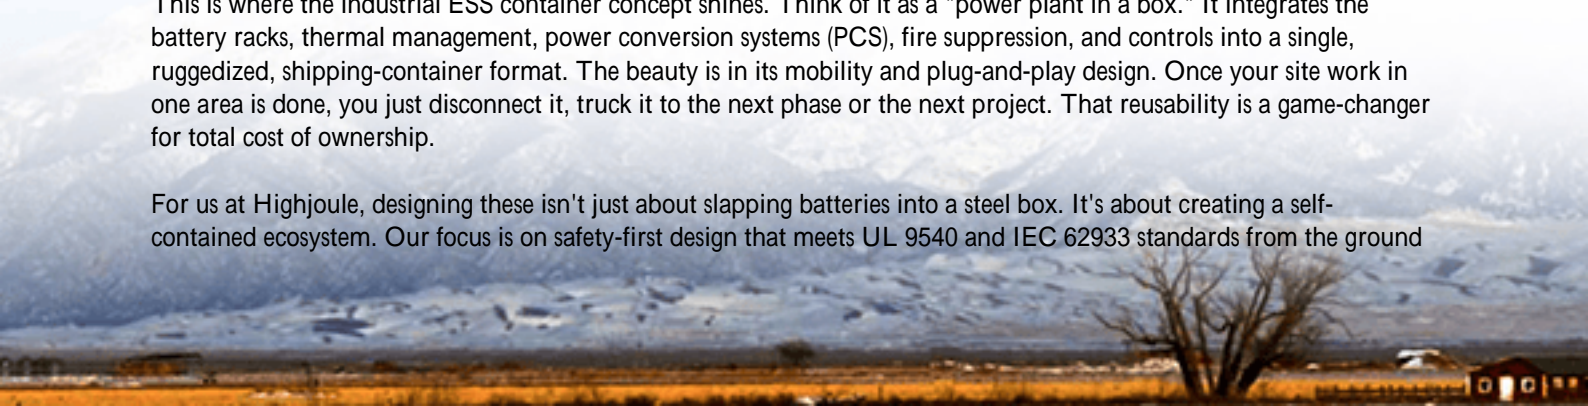 This is where the industrial ESS container concept shines. Think of it as a "power plant in a box." It integrates the
battery racks, thermal management, power conversion systems (PCS), fire suppression, and controls into a single,
ruggedized, shipping-container format. The beauty is in its mobility and plug-and-play design. Once your site work in
one area is done, you just disconnect it, truck it to the next phase or the next project. That reusability is a game-changer
for total cost of ownership.
For us at Highjoule, designing these isn't just about slapping batteries into a steel box. It's about creating a self-
contained ecosystem. Our focus is on safety-first design that meets UL 9540 and IEC 62933 standards from the ground